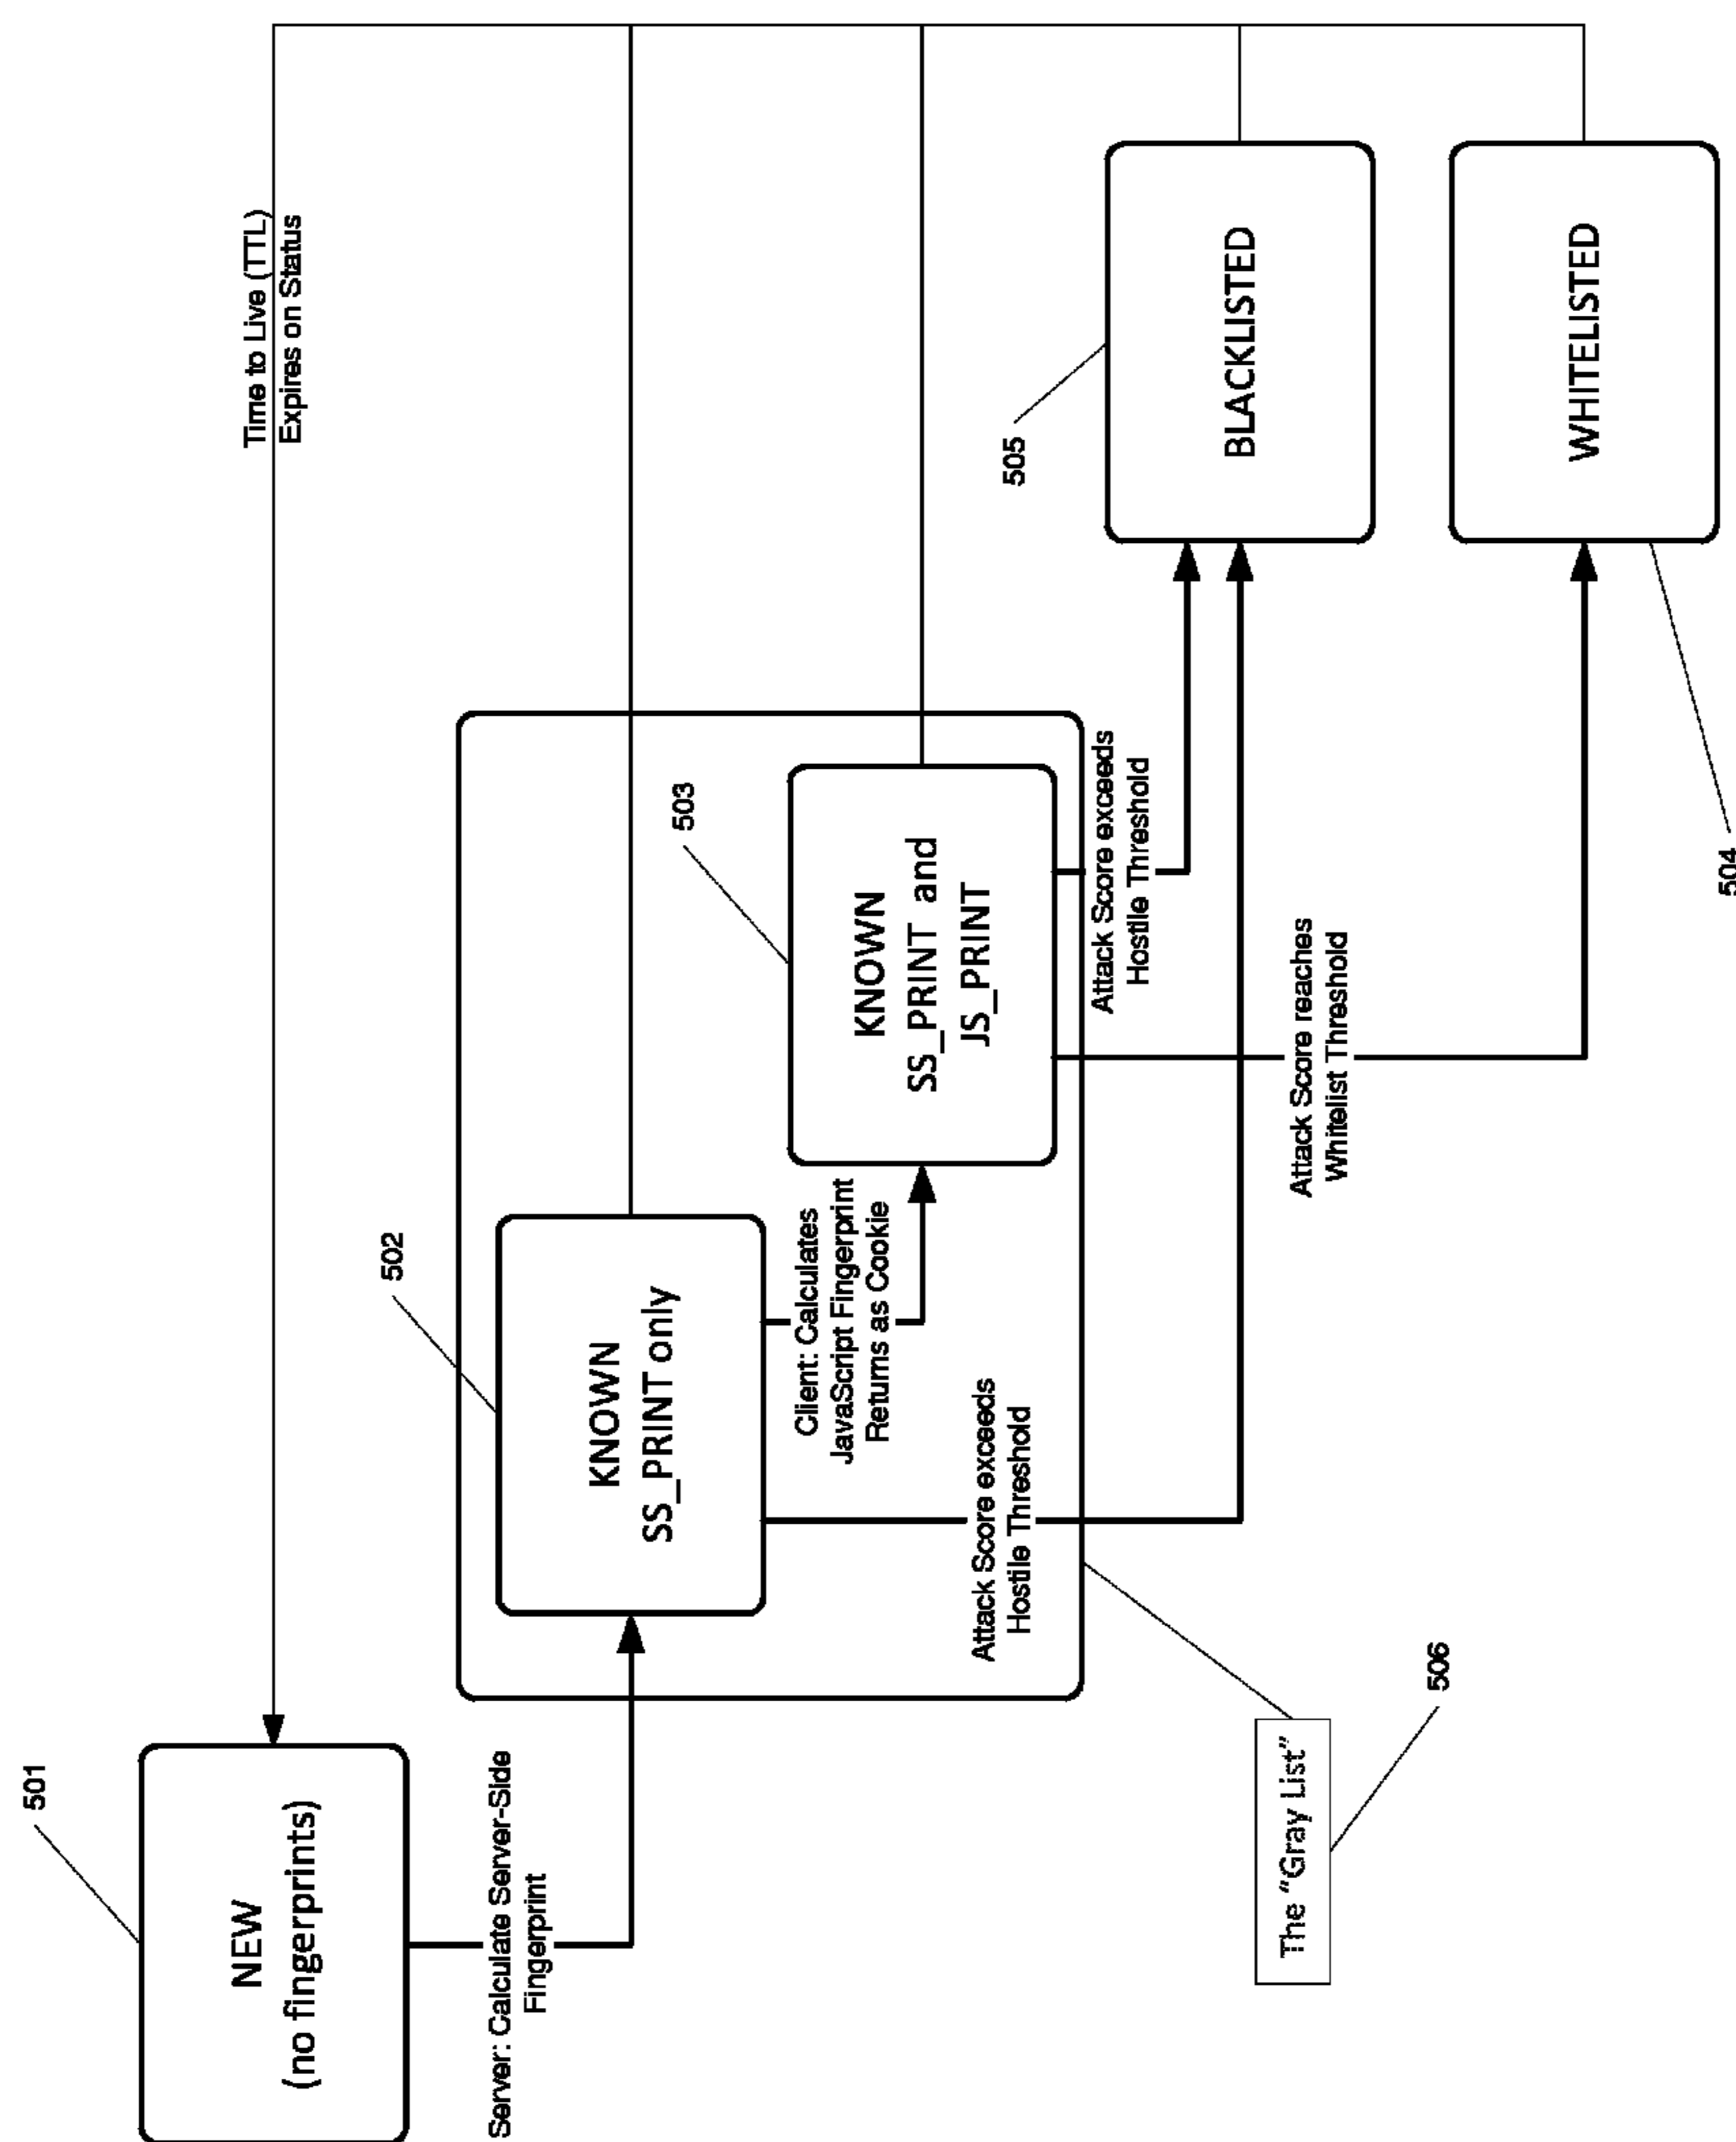 501
NEW
(no fingerprints)
Time to Live (TTL)
Expires on Status
Server: Calculate Server-Side
Fingerprint
502
KNOWN
SS_PRINT only
Client: Calculates
JavaScript Fingerprint
Returns as Cookie
503
KNOWN
SS_PRINT and
JS_PRINT
Attack Score exceeds
Hostile Threshold
Attack Score exceeds
Hostile Threshold
505
BLACKLISTED
Attack Score reaches
Whitelist Threshold
The “Gray List”
506
WHITELISTED
504